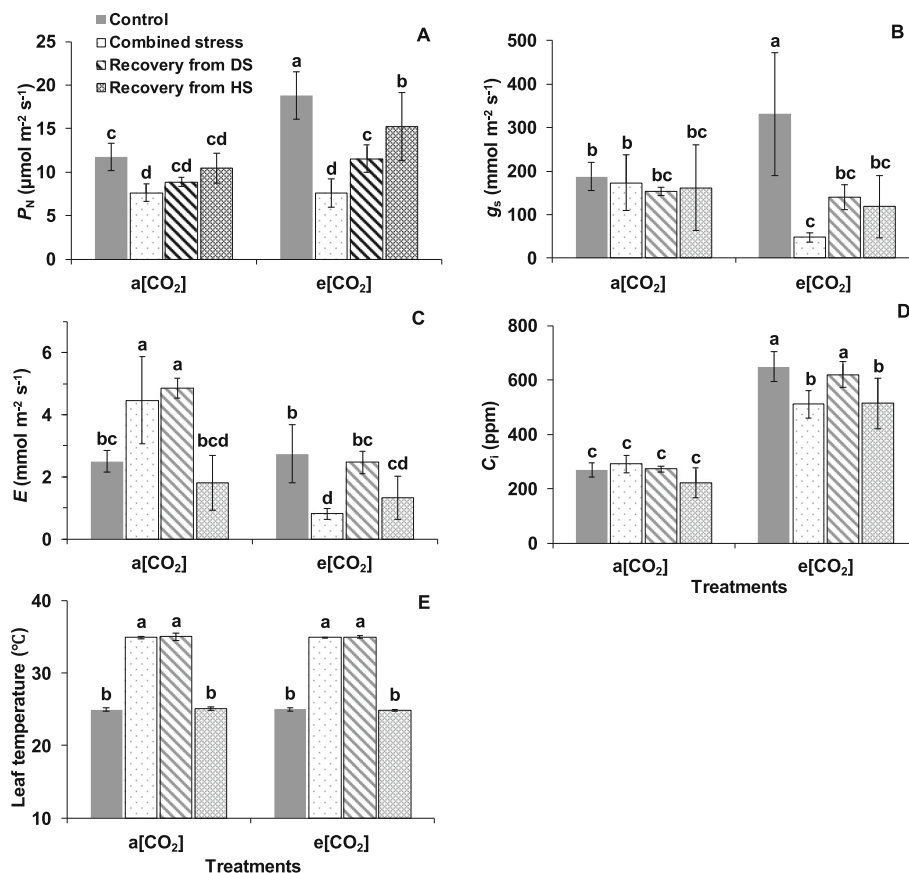 Control
Combined stress
Recovery from DS
Recovery from HS
A
25
20
15
10
5
0
P_N (µmol m⁻² s⁻¹)
c d cd cd a d c b
a[CO₂] e[CO₂]
B
500
400
300
200
100
0
g_s (mmol m⁻² s⁻¹)
b b bc bc a c bc bc
a[CO₂] e[CO₂]
C
6
4
2
0
E (mmol m⁻² s⁻¹)
bc a a bcd b d bc cd
a[CO₂] e[CO₂]
D
800
600
400
200
0
C_i (ppm)
c c c c a b a b
a[CO₂] e[CO₂]
Treatments
E
40
30
20
10
Leaf temperature (℃)
b a a b b a a b
a[CO₂] e[CO₂]
Treatments